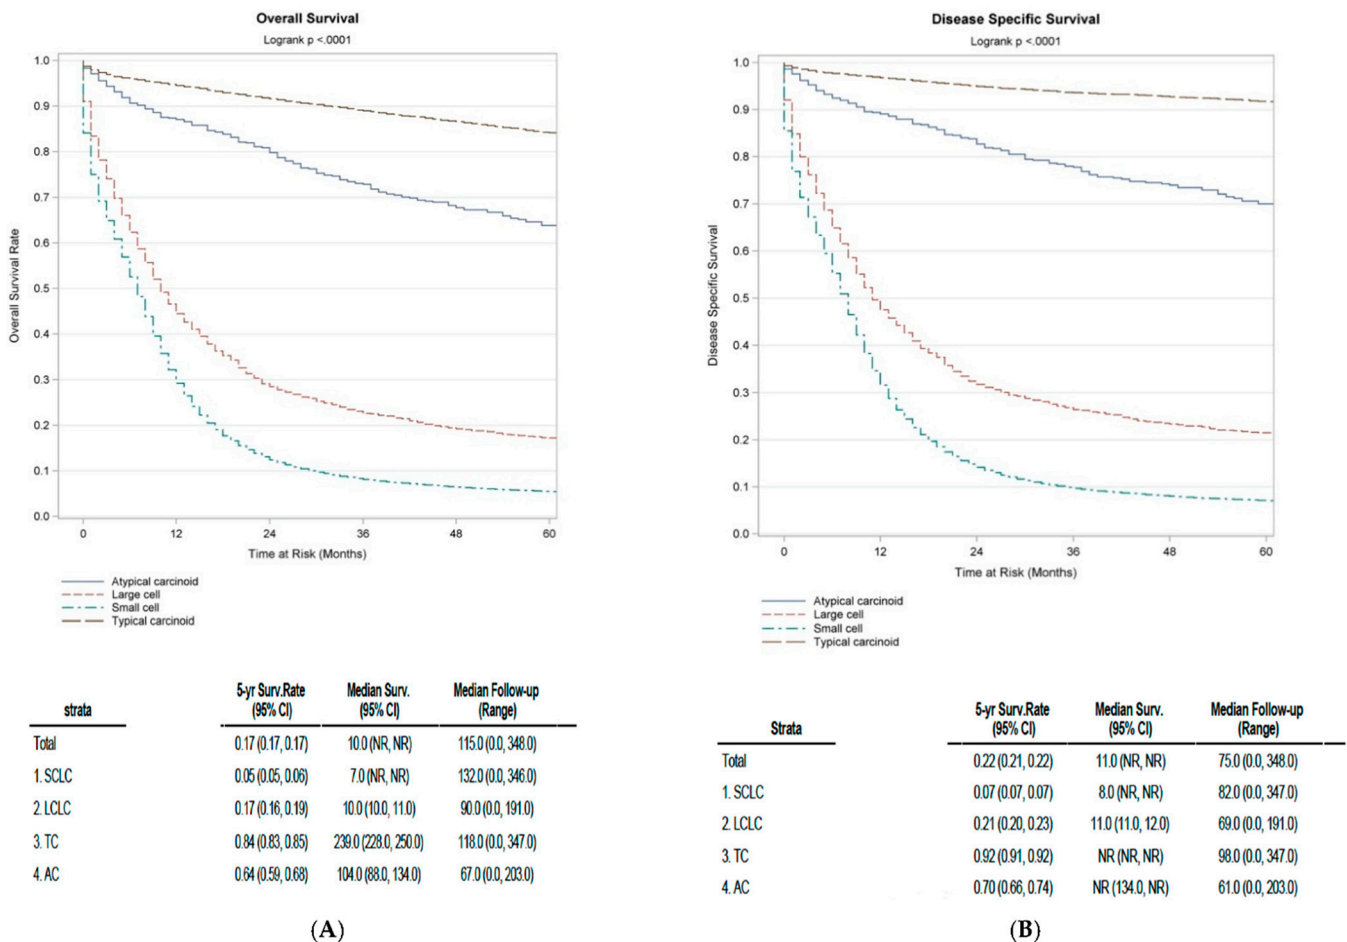 Overall Survival
Logrank p <.0001
1.0
0.9
0.8
0.7
0.6
0.5
0.4
0.3
0.2
0.1
0.0
Overall Survival Rate
0 12 24 36 48 60
Time at Risk (Months)
Atypical carcinoid
Large cell
Small cell
Typical carcinoid
strata 5-yr Surv.Rate (95% CI) Median Surv. (95% CI) Median Follow-up (Range)
Total 0.17 (0.17, 0.17) 10.0 (NR, NR) 115.0 (0.0, 348.0)
1. SCLC 0.05 (0.05, 0.06) 7.0 (NR, NR) 132.0 (0.0, 346.0)
2. LCLC 0.17 (0.16, 0.19) 10.0 (10.0, 11.0) 90.0 (0.0, 191.0)
3. TC 0.84 (0.83, 0.85) 239.0 (228.0, 250.0) 118.0 (0.0, 347.0)
4. AC 0.64 (0.59, 0.68) 104.0 (88.0, 134.0) 67.0 (0.0, 203.0)
(A)
Disease Specific Survival
Logrank p <.0001
1.0
0.9
0.8
0.7
0.6
0.5
0.4
0.3
0.2
0.1
0.0
Disease Specific Survival
0 12 24 36 48 60
Time at Risk (Months)
Atypical carcinoid
Large cell
Small cell
Typical carcinoid
Strata 5-yr Surv.Rate (95% CI) Median Surv. (95% CI) Median Follow-up (Range)
Total 0.22 (0.21, 0.22) 11.0 (NR, NR) 75.0 (0.0, 348.0)
1. SCLC 0.07 (0.07, 0.07) 8.0 (NR, NR) 82.0 (0.0, 347.0)
2. LCLC 0.21 (0.20, 0.23) 11.0 (11.0, 12.0) 69.0 (0.0, 191.0)
3. TC 0.92 (0.91, 0.92) NR (NR, NR) 98.0 (0.0, 347.0)
4. AC 0.70 (0.66, 0.74) NR (134.0, NR) 61.0 (0.0, 203.0)
(B)